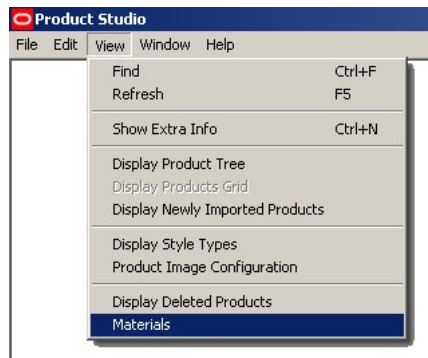 Product Studio
File Edit View Window Help
Find Ctrl+F
Refresh F5
Show Extra Info Ctrl+N
Display Product Tree
Display Products Grid
Display Newly Imported Products
Display Style Types
Product Image Configuration
Display Deleted Products
Materials